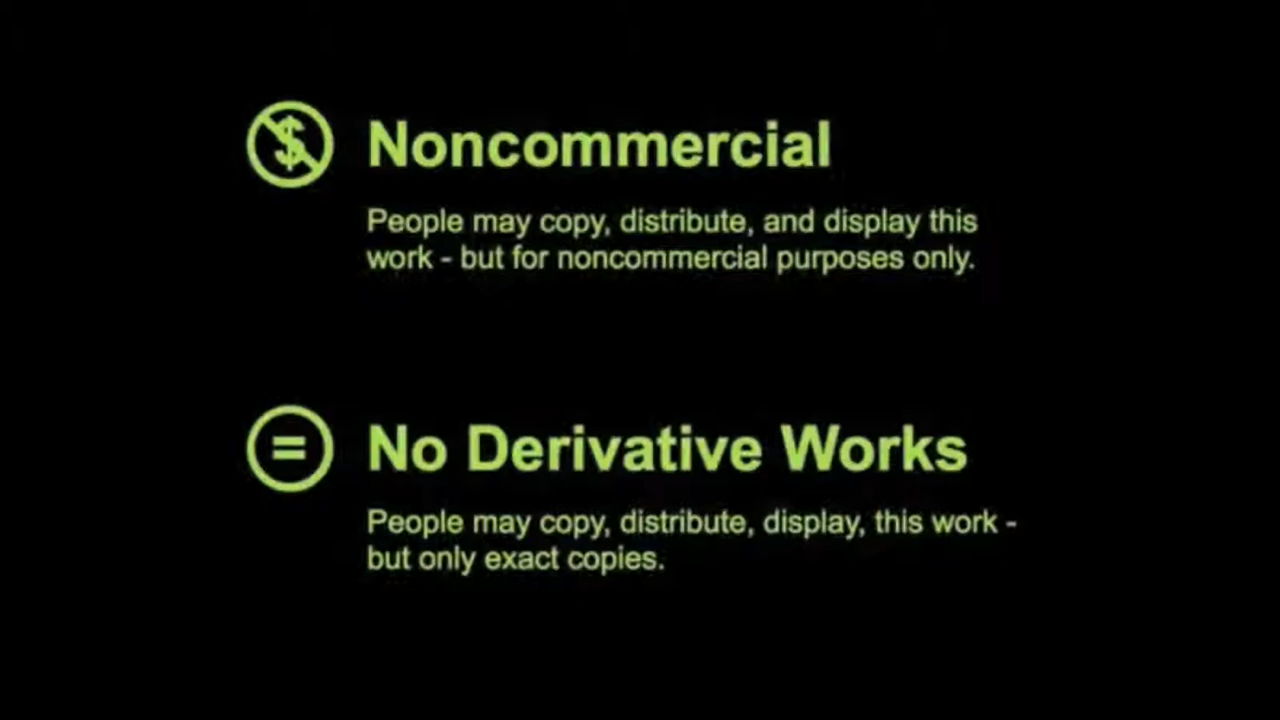 Noncommercial
People may copy, distribute, and display this
work - but for noncommercial purposes only.
No Derivative Works
People may copy, distribute, display, this work -
but only exact copies.